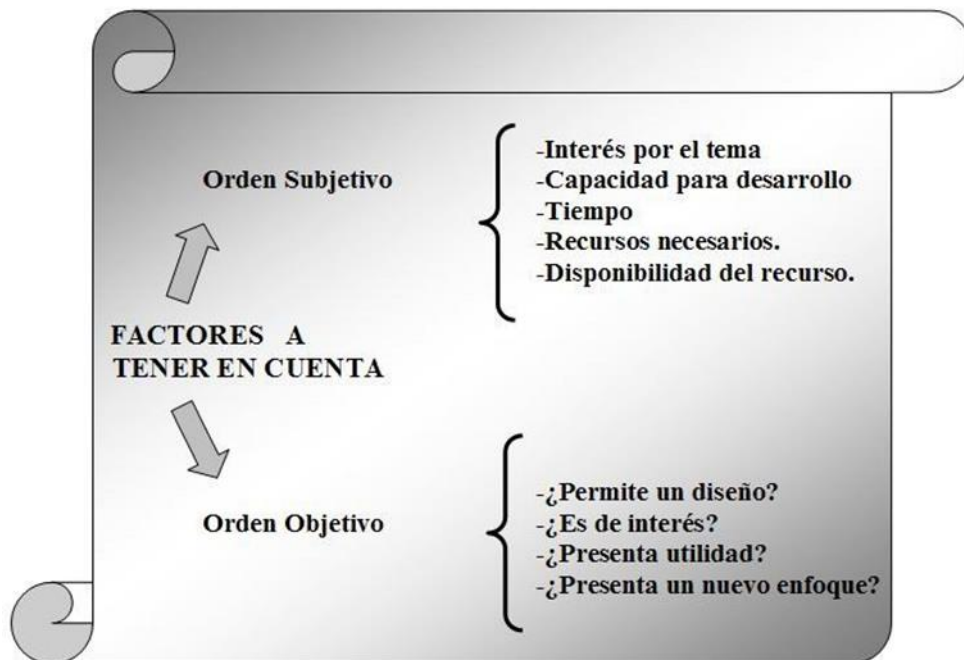 Orden Subjetivo
-Interés por el tema
-Capacidad para desarrollo
-Tiempo
-Recursos necesarios.
-Disponibilidad del recurso.
FACTORES A
TENER EN CUENTA
Orden Objetivo
-¿Permite un diseño?
-¿Es de interés?
-¿Presenta utilidad?
-¿Presenta un nuevo enfoque?